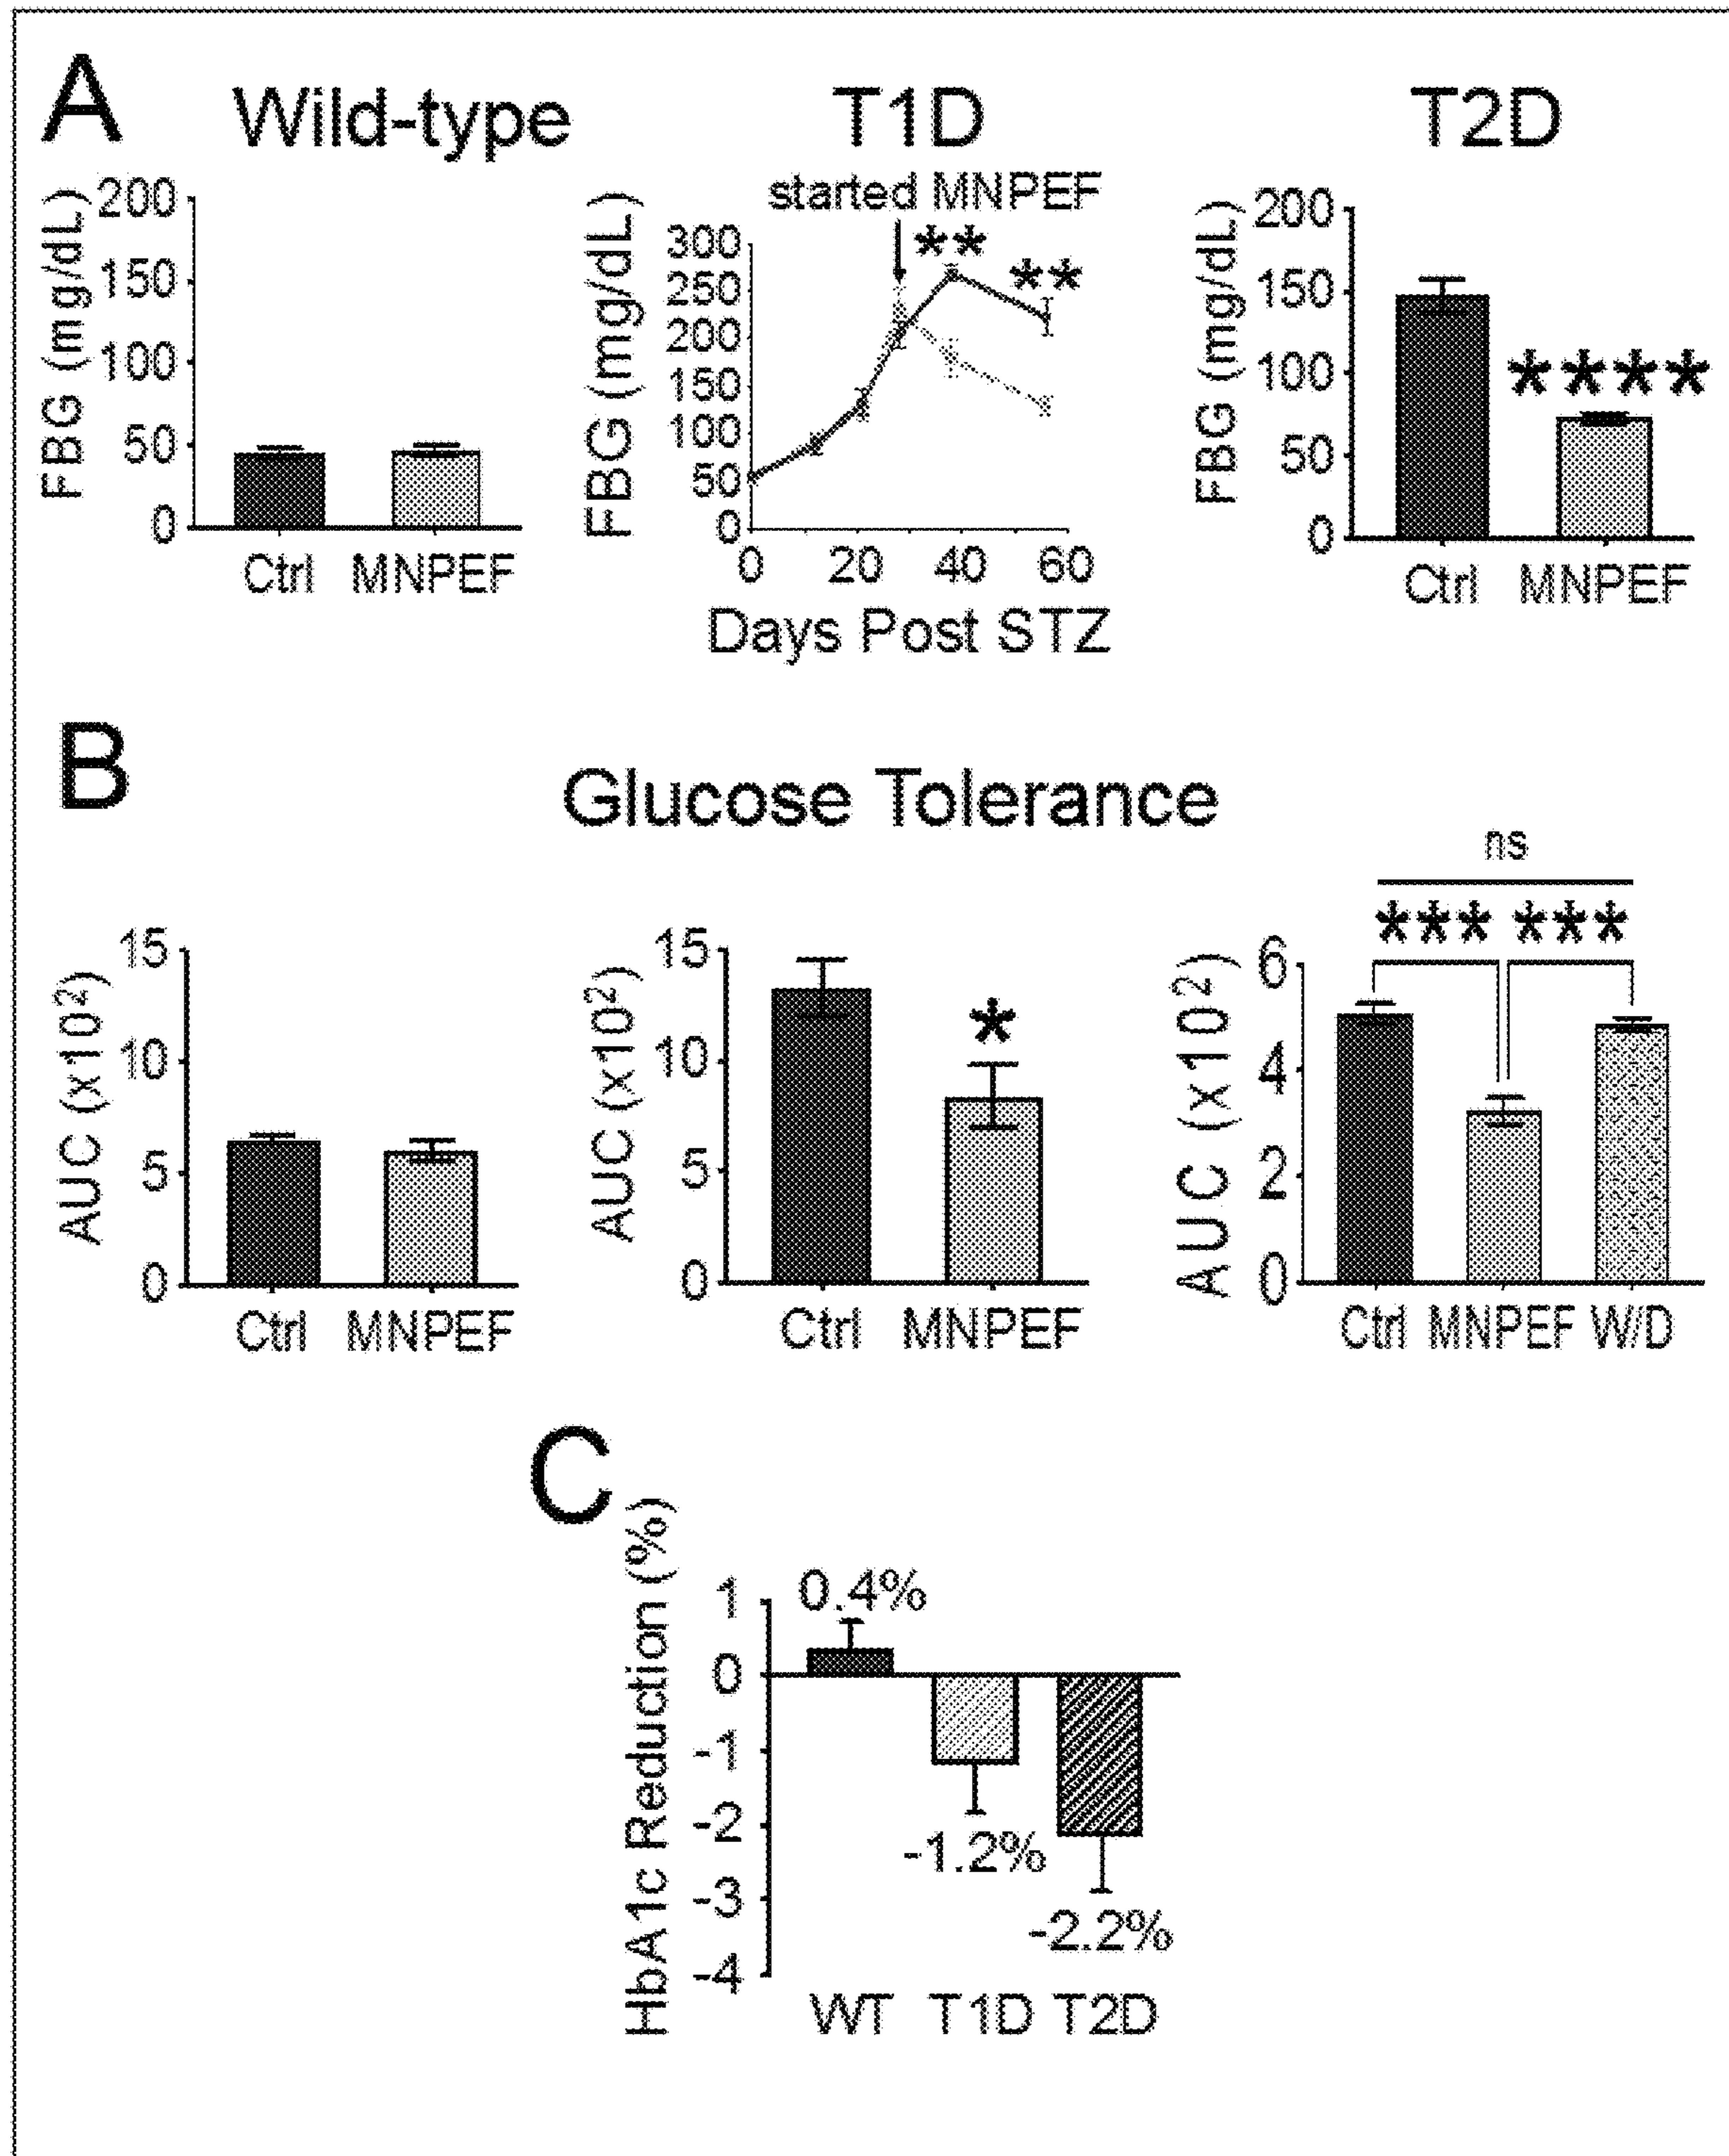 A
Wild-type
T1D
T2D
FBG (mg/dL)
200
150
100
50
0
Ctrl MNPEF
started MNPEF
FBG (mg/dL)
300
250
200
150
100
50
0
**
**
0 20 40 60
Days Post STZ
FBG (mg/dL)
200
150
100
50
0
****
Ctrl MNPEF
B
Glucose Tolerance
AUC (x10²)
15
10
5
0
Ctrl MNPEF
AUC (x10²)
15
10
5
0
*
Ctrl MNPEF
ns
*** ***
AUC (x10²)
6
4
2
0
Ctrl MNPEF W/D
C
HbA1c Reduction (%)
1
0
-1
-2
-3
-4
0.4%
-1.2%
-2.2%
WT T1D T2D